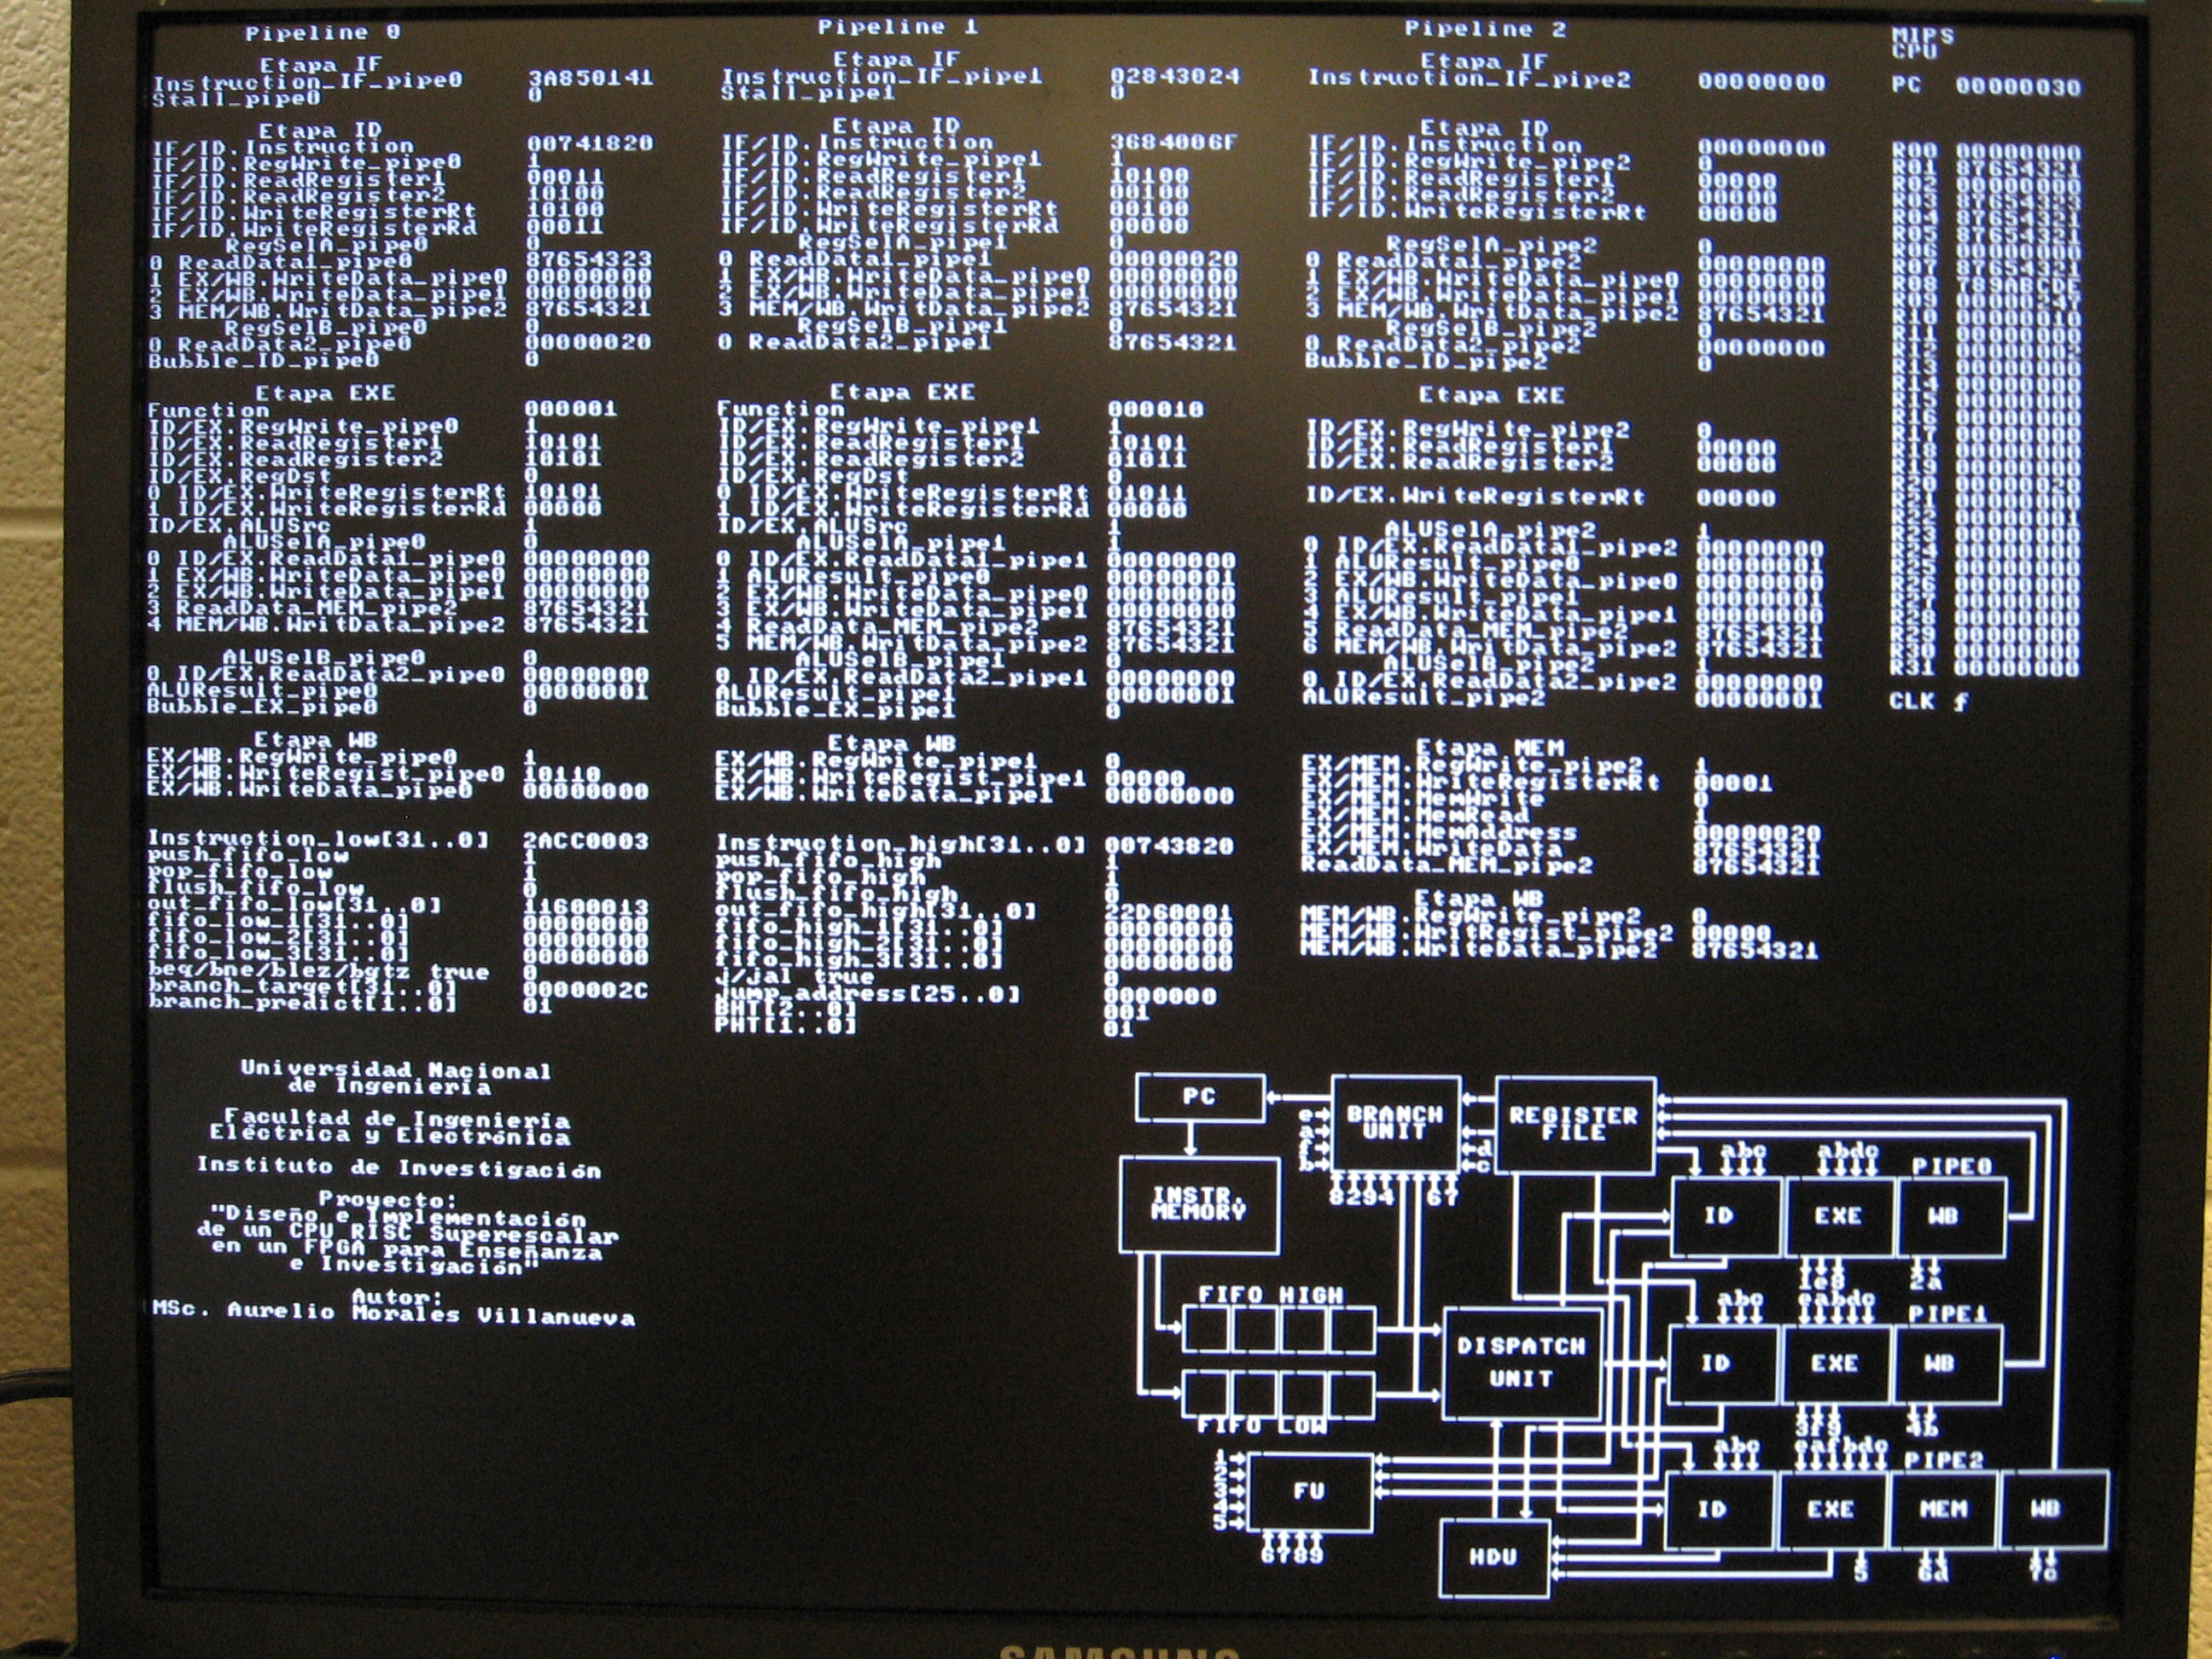 Pipeline 0
Etapa IF
Instruction_IF_pipe0 3A850141
Stall_pipe0 0
Etapa ID
IF/ID.Instruction 00741820
IF/ID.RegWrite_pipe0 1
IF/ID.ReadRegister1 00011
IF/ID.ReadRegister2 10100
IF/ID.WriteRegisterRt 10100
IF/ID.WriteRegisterRd 00011
RegSelA_pipe0 0
0 ReadData1_pipe0 87654323
1 EX/WB.WriteData_pipe0 00000000
2 EX/WB.WriteData_pipe1 00000000
3 MEM/WB.WritData_pipe2 87654321
RegSelB_pipe0 0
0 ReadData2_pipe0 00000020
Bubble_ID_pipe0 0
Etapa EXE
Function 000001
ID/EX.RegWrite_pipe0 1
ID/EX.ReadRegister1 10101
ID/EX.ReadRegister2 10101
ID/EX.RegDst 0
0 ID/EX.WriteRegisterRt 10101
1 ID/EX.WriteRegisterRd 00000
ID/EX.ALUSrc 1
ALUSelA_pipe0 0
0 ID/EX.ReadData1_pipe0 00000000
1 EX/WB.WriteData_pipe0 00000000
2 EX/WB.WriteData_pipe1 00000000
3 ReadData_MEM_pipe2 87654321
4 MEM/WB.WritData_pipe2 87654321
ALUSelB_pipe0 0
0 ID/EX.ReadData2_pipe0 00000000
ALUResult_pipe0 00000001
Bubble_EX_pipe0 0
Etapa WB
EX/WB.RegWrite_pipe0 1
EX/WB.WriteRegist_pipe0 10110
EX/WB.WriteData_pipe0 00000000
Instruction_low[31..0] 2ACC0003
push_fifo_low 1
pop_fifo_low 1
flush_fifo_low 0
out_fifo_low[31..0] 11600013
fifo_low_1[31..0] 00000000
fifo_low_2[31..0] 00000000
fifo_low_3[31..0] 00000000
beq/bne/blez/bgtz true 0
branch_target[31..0] 0000002C
branch_predict[1..0] 01
Universidad Nacional
de Ingeniería
Facultad de Ingeniería
Eléctrica y Electrónica
Instituto de Investigación
Proyecto:
"Diseño e Implementación
de un CPU RISC Superescalar
en un FPGA para Enseñanza
e Investigación"
Autor:
MSc. Aurelio Morales Villanueva
Pipeline 1
Etapa IF
Instruction_IF_pipe1 02843024
Stall_pipe1 0
Etapa ID
IF/ID.Instruction 3684006F
IF/ID.RegWrite_pipe1 1
IF/ID.ReadRegister1 10100
IF/ID.ReadRegister2 00100
IF/ID.WriteRegisterRt 00100
IF/ID.WriteRegisterRd 00000
RegSelA_pipe1 0
0 ReadData1_pipe1 00000020
1 EX/WB.WriteData_pipe0 00000000
2 EX/WB.WriteData_pipe1 00000000
3 MEM/WB.WritData_pipe2 87654321
RegSelB_pipe1 0
0 ReadData2_pipe1 87654321
Etapa EXE
Function 000010
ID/EX.RegWrite_pipe1 1
ID/EX.ReadRegister1 10101
ID/EX.ReadRegister2 01011
ID/EX.RegDst 0
0 ID/EX.WriteRegisterRt 01011
1 ID/EX.WriteRegisterRd 00000
ID/EX.ALUSrc 1
ALUSelA_pipe1 1
0 ID/EX.ReadData1_pipe1 00000000
1 ALUResult_pipe0 00000001
2 EX/WB.WriteData_pipe0 00000000
3 EX/WB.WriteData_pipe1 00000000
4 ReadData_MEM_pipe2 87654321
5 MEM/WB.WritData_pipe2 87654321
ALUSelB_pipe1 0
0 ID/EX.ReadData2_pipe1 00000000
ALUResult_pipe1 00000001
Bubble_EX_pipe1 0
Etapa WB
EX/WB.RegWrite_pipe1 0
EX/WB.WriteRegist_pipe1 00000
EX/WB.WriteData_pipe1 00000000
Instruction_high[31..0] 00743820
push_fifo_high 1
pop_fifo_high 1
flush_fifo_high 0
out_fifo_high[31..0] 22D60001
fifo_high_1[31..0] 00000000
fifo_high_2[31..0] 00000000
fifo_high_3[31..0] 00000000
j/jal true 0
jump_address[25..0] 0000000
BHT[2..0] 001
PHT[1..0] 01
Pipeline 2
Etapa IF
Instruction_IF_pipe2 00000000
Etapa ID
IF/ID.Instruction 00000000
IF/ID.RegWrite_pipe2 0
IF/ID.ReadRegister1 00000
IF/ID.ReadRegister2 00000
IF/ID.WriteRegisterRt 00000
RegSelA_pipe2 0
0 ReadData1_pipe2 00000000
1 EX/WB.WriteData_pipe0 00000000
2 EX/WB.WriteData_pipe1 00000000
3 MEM/WB.WritData_pipe2 87654321
RegSelB_pipe2 0
0 ReadData2_pipe2 00000000
Bubble_ID_pipe2 0
Etapa EXE
ID/EX.RegWrite_pipe2 0
ID/EX.ReadRegister1 00000
ID/EX.ReadRegister2 00000
ID/EX.WriteRegisterRt 00000
ALUSelA_pipe2 1
0 ID/EX.ReadData1_pipe2 00000000
1 ALUResult_pipe0 00000001
2 EX/WB.WriteData_pipe0 00000000
3 ALUResult_pipe1 00000001
4 EX/WB.WriteData_pipe1 00000000
5 ReadData_MEM_pipe2 87654321
6 MEM/WB.WritData_pipe2 87654321
ALUSelB_pipe2 1
0 ID/EX.ReadData2_pipe2 00000000
ALUResult_pipe2 00000001
Etapa MEM
EX/MEM.RegWrite_pipe2 1
EX/MEM.WriteRegisterRt 00001
EX/MEM.MemWrite 0
EX/MEM.MemRead 1
EX/MEM.MemAddress 00000020
EX/MEM.WriteData 87654321
ReadData_MEM_pipe2 87654321
Etapa WB
MEM/WB.RegWrite_pipe2 0
MEM/WB.WritRegist_pipe2 00000
MEM/WB.WriteData_pipe2 87654321
MIPS
CPU
PC 00000030
R00 00000000
R01 87654321
R02 00000000
R03 87654323
R04 87654321
R05 87654321
R06 00000000
R07 87654321
R08 789ABCDE
R09
R10 00000010
R11 00000000
R12
R13 00000000
R14 00000000
R15 00000000
R16 00000000
R17 00000000
R18 00000000
R19 00000000
R20 00000020
R21 00000000
R22 00000001
R23 00000000
R24 00000000
R25 00000000
R26 00000000
R27 00000000
R28 00000000
R29 00000000
R30 00000000
R31 00000000
CLK f
PC
BRANCH
UNIT
e
a
f
b
d
c
8294 67
REGISTER
FILE
INSTR.
MEMORY
FIFO HIGH
FIFO LOW
DISPATCH
UNIT
abc abdc PIPE0
ID EXE WB
1e8 2a
abc eabdc PIPE1
ID EXE WB
3f9 4b
abc eafbdc PIPE2
ID EXE MEM WB
5 6d 7c
1
2
3
4
5
FU
6789
HDU
SAMSUNG